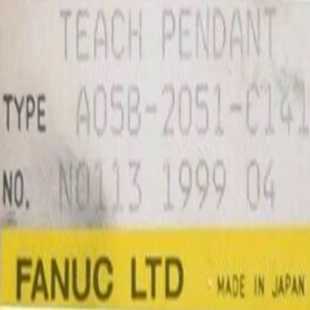 TEACH PENDANT
TYPE A05B-2051-C141
NO. N0113 1999 04
FANUC LTD MADE IN JAPAN